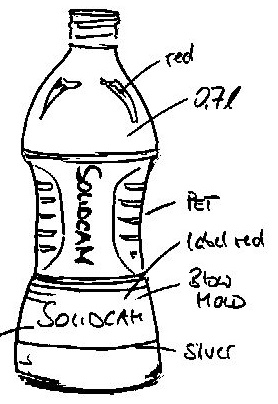 red
0,7l
SOLIDCAM
PET
label red
BLOW
MOLD
SOLIDCAM
silver